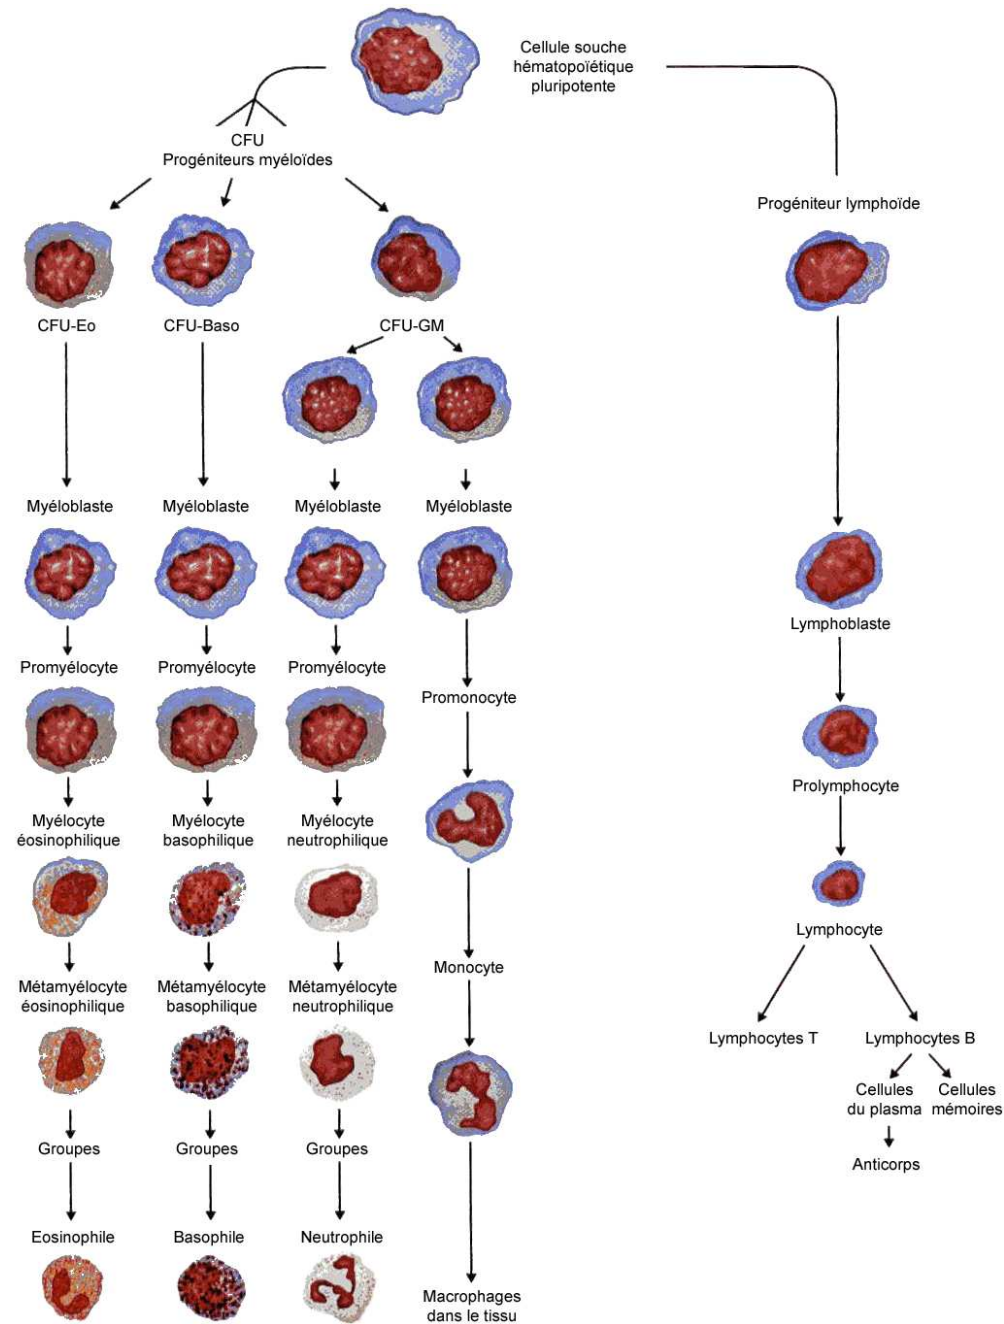 Cellule souche
hématopoïétique
pluripotente
CFU
Progéniteurs myéloïdes
Progéniteur lymphoïde
CFU-Eo
CFU-Baso
CFU-GM
Myéloblaste
Myéloblaste
Myéloblaste
Myéloblaste
Lymphoblaste
Promyélocyte
Promyélocyte
Promyélocyte
Promonocyte
Prolymphocyte
Myélocyte
éosinophilique
Myélocyte
basophilique
Myélocyte
neutrophilique
Lymphocyte
Monocyte
Métamyélocyte
éosinophilique
Métamyélocyte
basophilique
Métamyélocyte
neutrophilique
Lymphocytes T
Lymphocytes B
Cellules
du plasma
Cellules
mémoires
Anticorps
Groupes
Groupes
Groupes
Eosinophile
Basophile
Neutrophile
Macrophages
dans le tissu